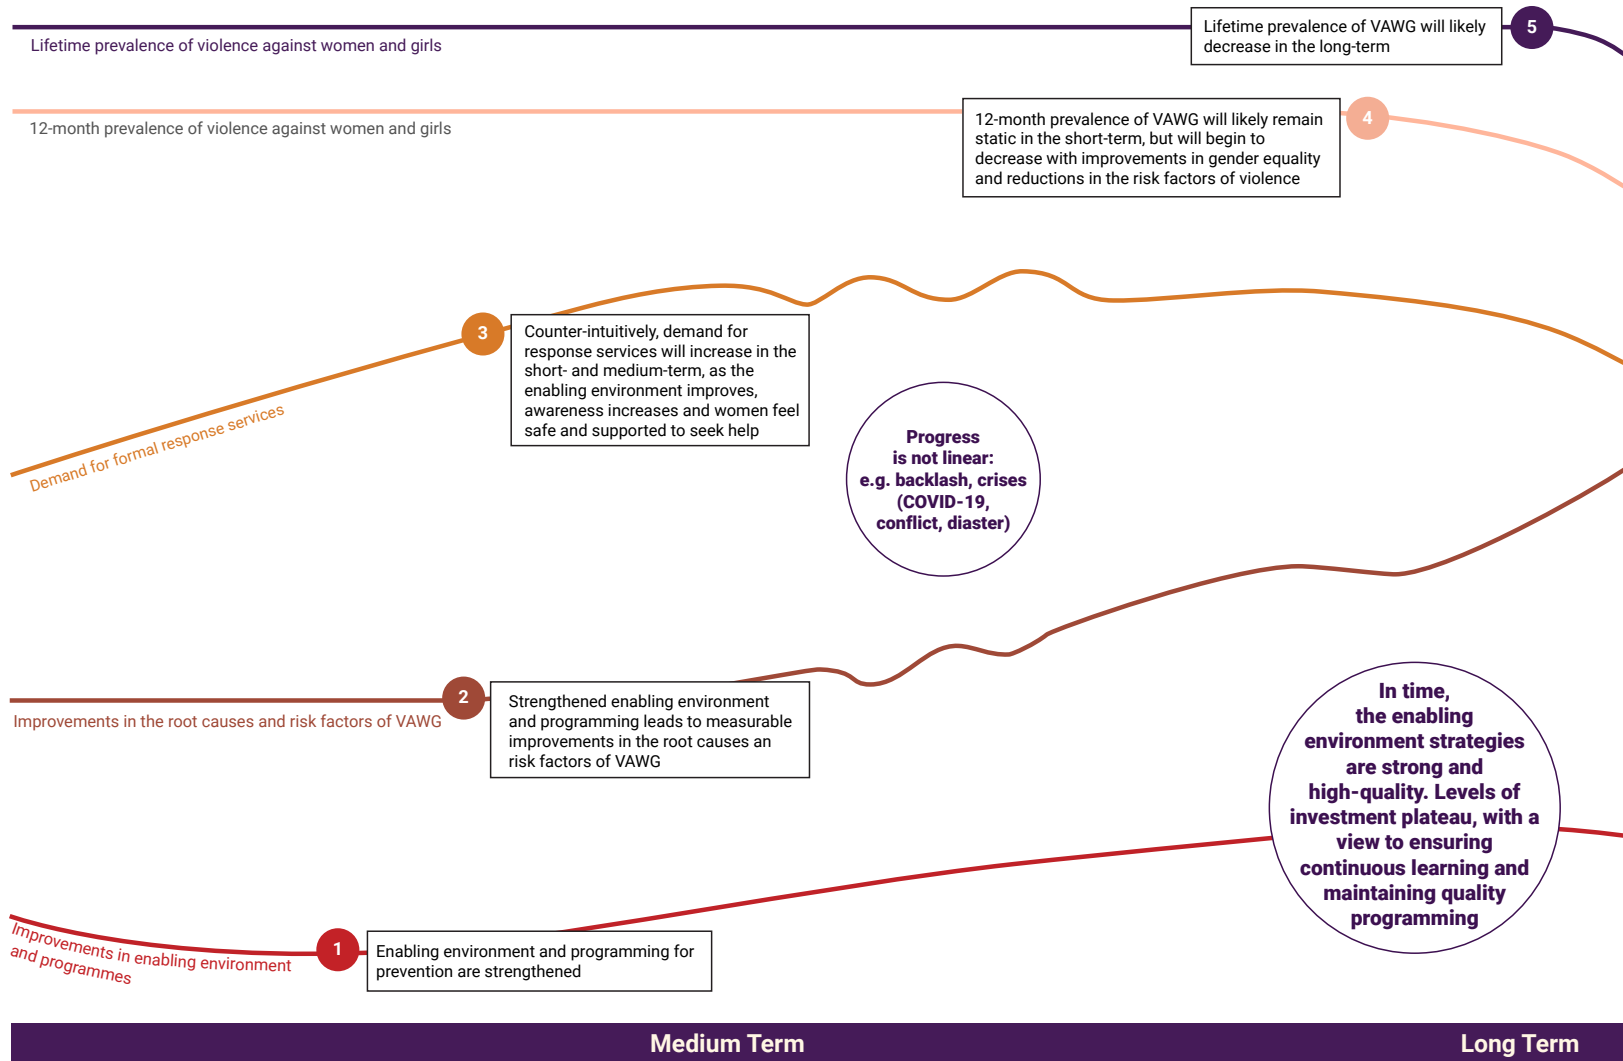 Lifetime prevalence of VAWG will likely
decrease in the long-term
5
Lifetime prevalence of violence against women and girls
12-month prevalence of VAWG will likely remain
static in the short-term, but will begin to
decrease with improvements in gender equality
and reductions in the risk factors of violence
4
12-month prevalence of violence against women and girls
3
Counter-intuitively, demand for
response services will increase in the
short- and medium-term, as the
enabling environment improves,
awareness increases and women feel
safe and supported to seek help
Demand for formal response services
Progress
is not linear:
e.g. backlash, crises
(COVID-19,
conflict, diaster)
2
Improvements in the root causes and risk factors of VAWG
Strengthened enabling environment
and programming leads to measurable
improvements in the root causes an
risk factors of VAWG
In time,
the enabling
environment strategies
are strong and
high-quality. Levels of
investment plateau, with a
view to ensuring
continuous learning and
maintaining quality
programming
1
Improvements in enabling environment
and programmes
Enabling environment and programming for
prevention are strengthened
Medium Term
Long Term